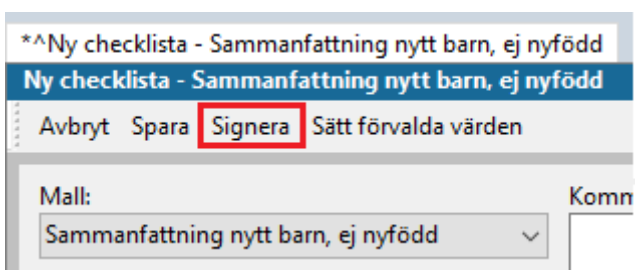 *^Ny checklista - Sammanfattning nytt barn, ej nyfödd
Ny checklista - Sammanfattning nytt barn, ej nyfödd
Avbryt Spara Signera Sätt förvalda värden
Mall:
Komm
Sammanfattning nytt barn, ej nyfödd